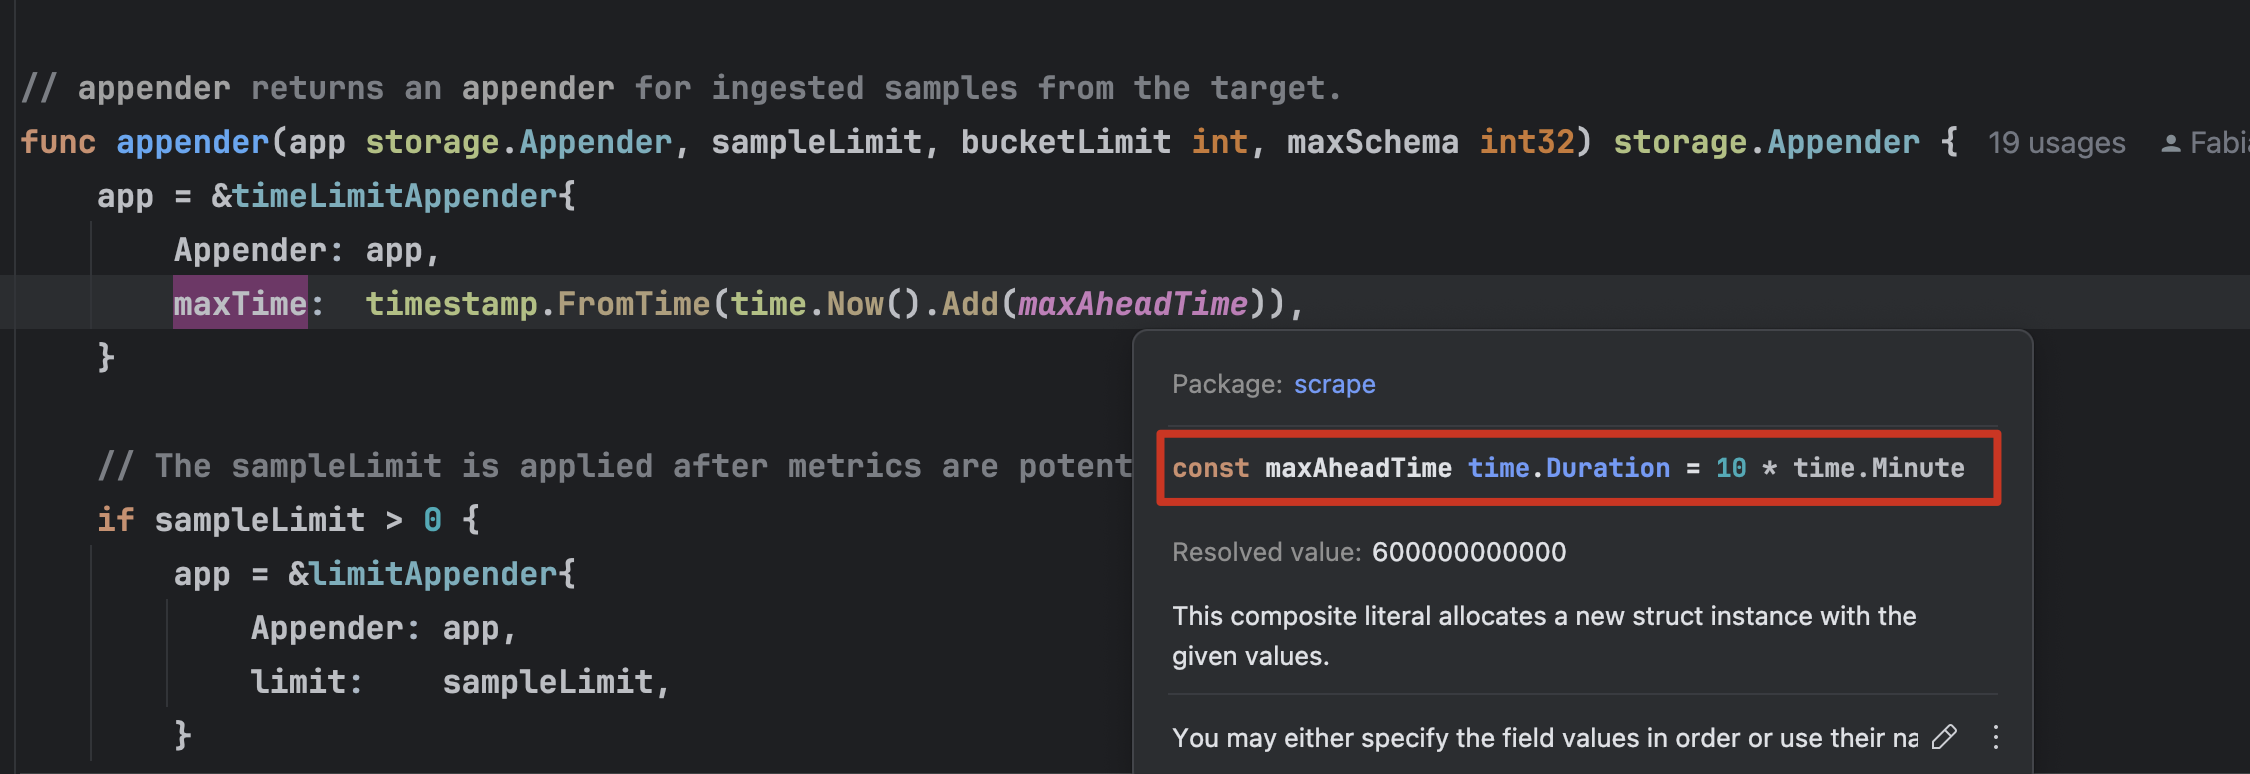 // appender returns an appender for ingested samples from the target.
func appender(app storage.Appender, sampleLimit, bucketLimit int, maxSchema int32) storage.Appender { 19 usages Fabi
app = &timeLimitAppender{
Appender: app,
maxTime: timestamp.FromTime(time.Now().Add(maxAheadTime)),
}
// The sampleLimit is applied after metrics are potent
if sampleLimit > 0 {
app = &limitAppender{
Appender: app,
limit: sampleLimit,
}
Package: scrape
const maxAheadTime time.Duration = 10 * time.Minute
Resolved value: 600000000000
This composite literal allocates a new struct instance with the
given values.
You may either specify the field values in order or use their na